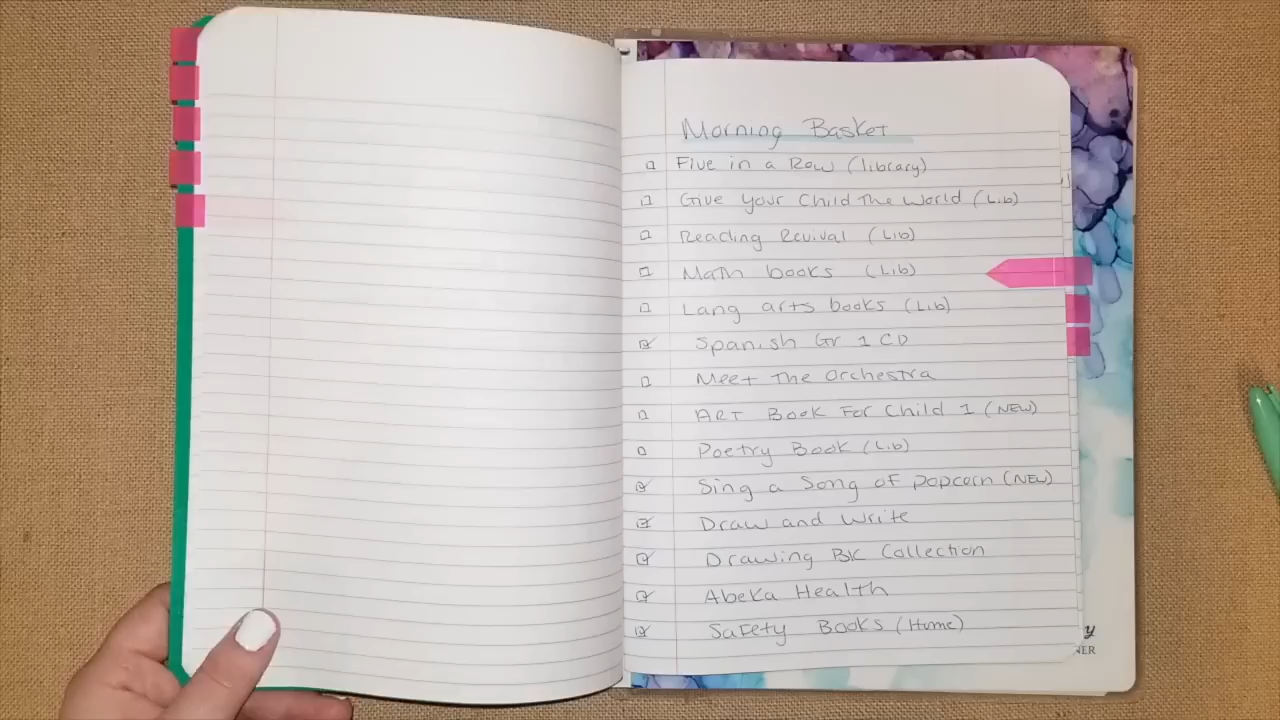 Morning Basket
Five in a Row (library)
Give Your Child The World (Lib)
Reading Revival (Lib)
Math books (Lib)
Lang arts books (Lib)
Spanish Gr 1 CD
Meet The Orchestra
Art Book For Child 1 (NEW)
Poetry Book (Lib)
Sing a Song of Popcorn (NEW)
Draw and Write
Drawing BK Collection
Abeka Health
Safety Books (Home)